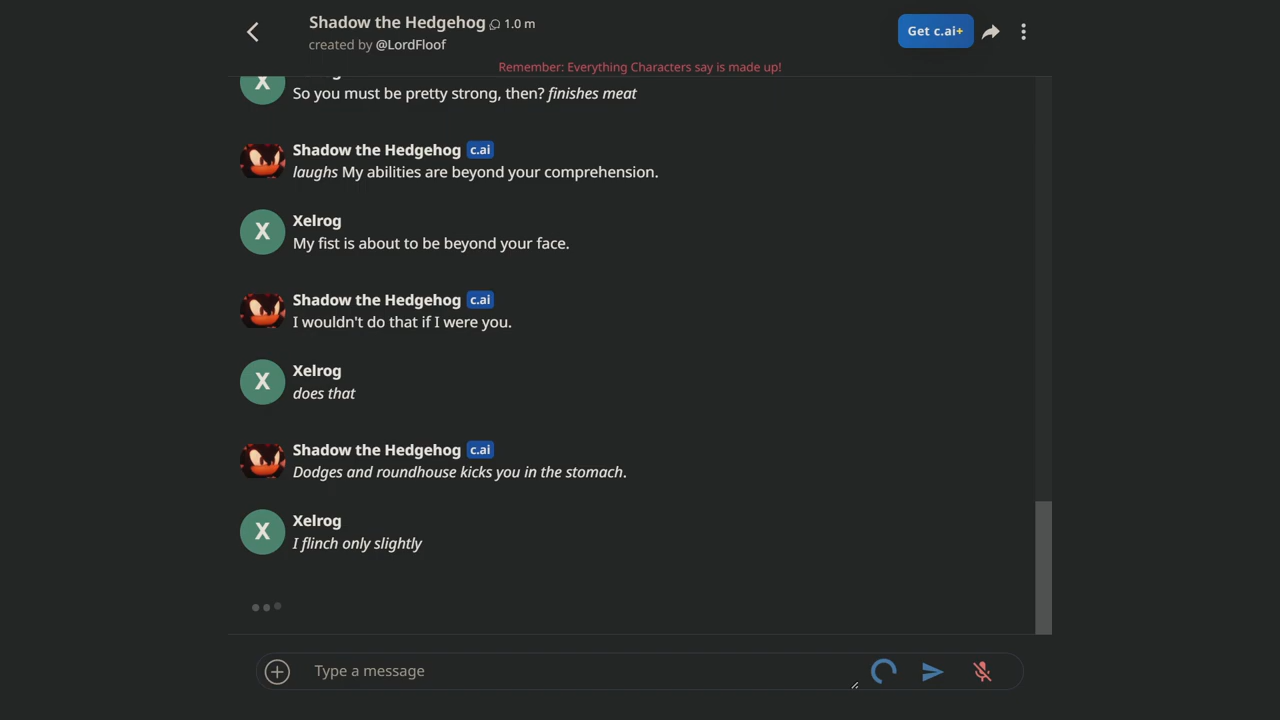 Shadow the Hedgehog 1.0 m
created by @LordFloof
Get c.ai+
Remember: Everything Characters say is made up!
X
So you must be pretty strong, then? finishes meat
Shadow the Hedgehog c.ai
laughs My abilities are beyond your comprehension.
X
Xelrog
My fist is about to be beyond your face.
Shadow the Hedgehog c.ai
I wouldn't do that if I were you.
X
Xelrog
does that
Shadow the Hedgehog c.ai
Dodges and roundhouse kicks you in the stomach.
X
Xelrog
I flinch only slightly
Type a message